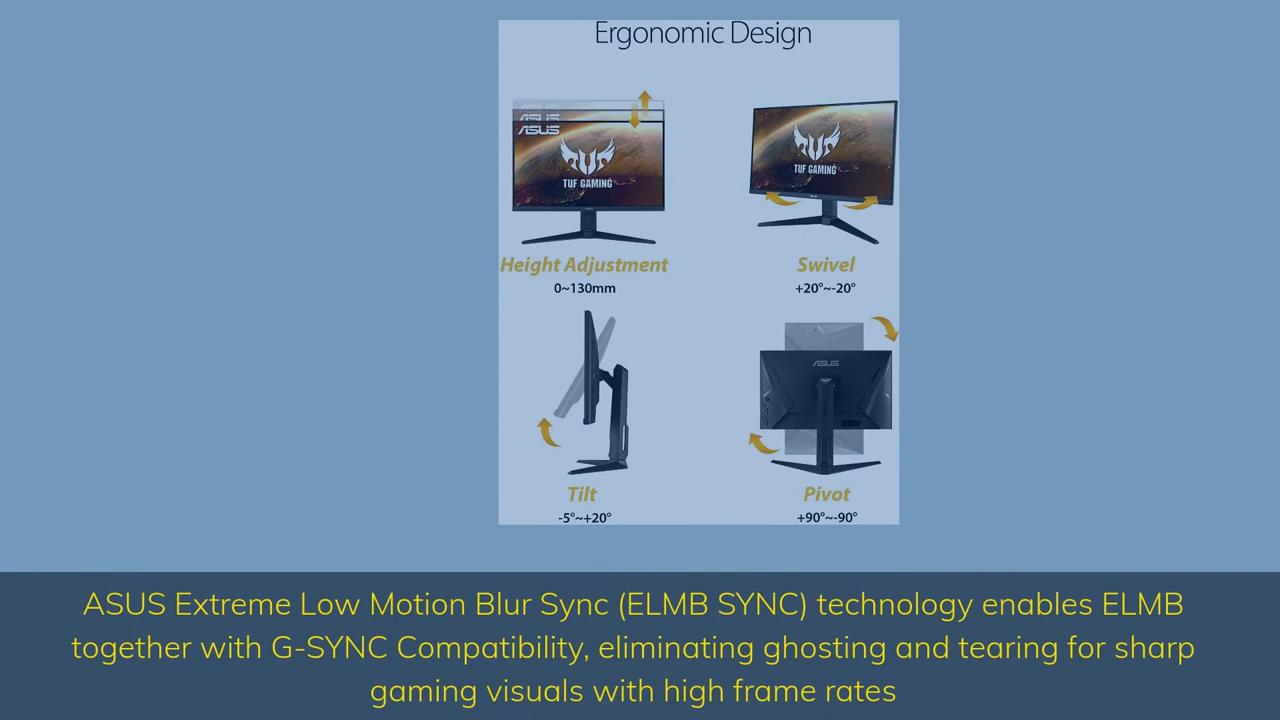 Ergonomic Design
ASUS
ASUS
ASUS
TUF GAMING
TUF GAMING
Height Adjustment
Swivel
0~130mm
+20°~-20°
ASUS
Tilt
Pivot
-5°~+20°
+90°~-90°
ASUS Extreme Low Motion Blur Sync (ELMB SYNC) technology enables ELMB
together with G-SYNC Compatibility, eliminating ghosting and tearing for sharp
gaming visuals with high frame rates